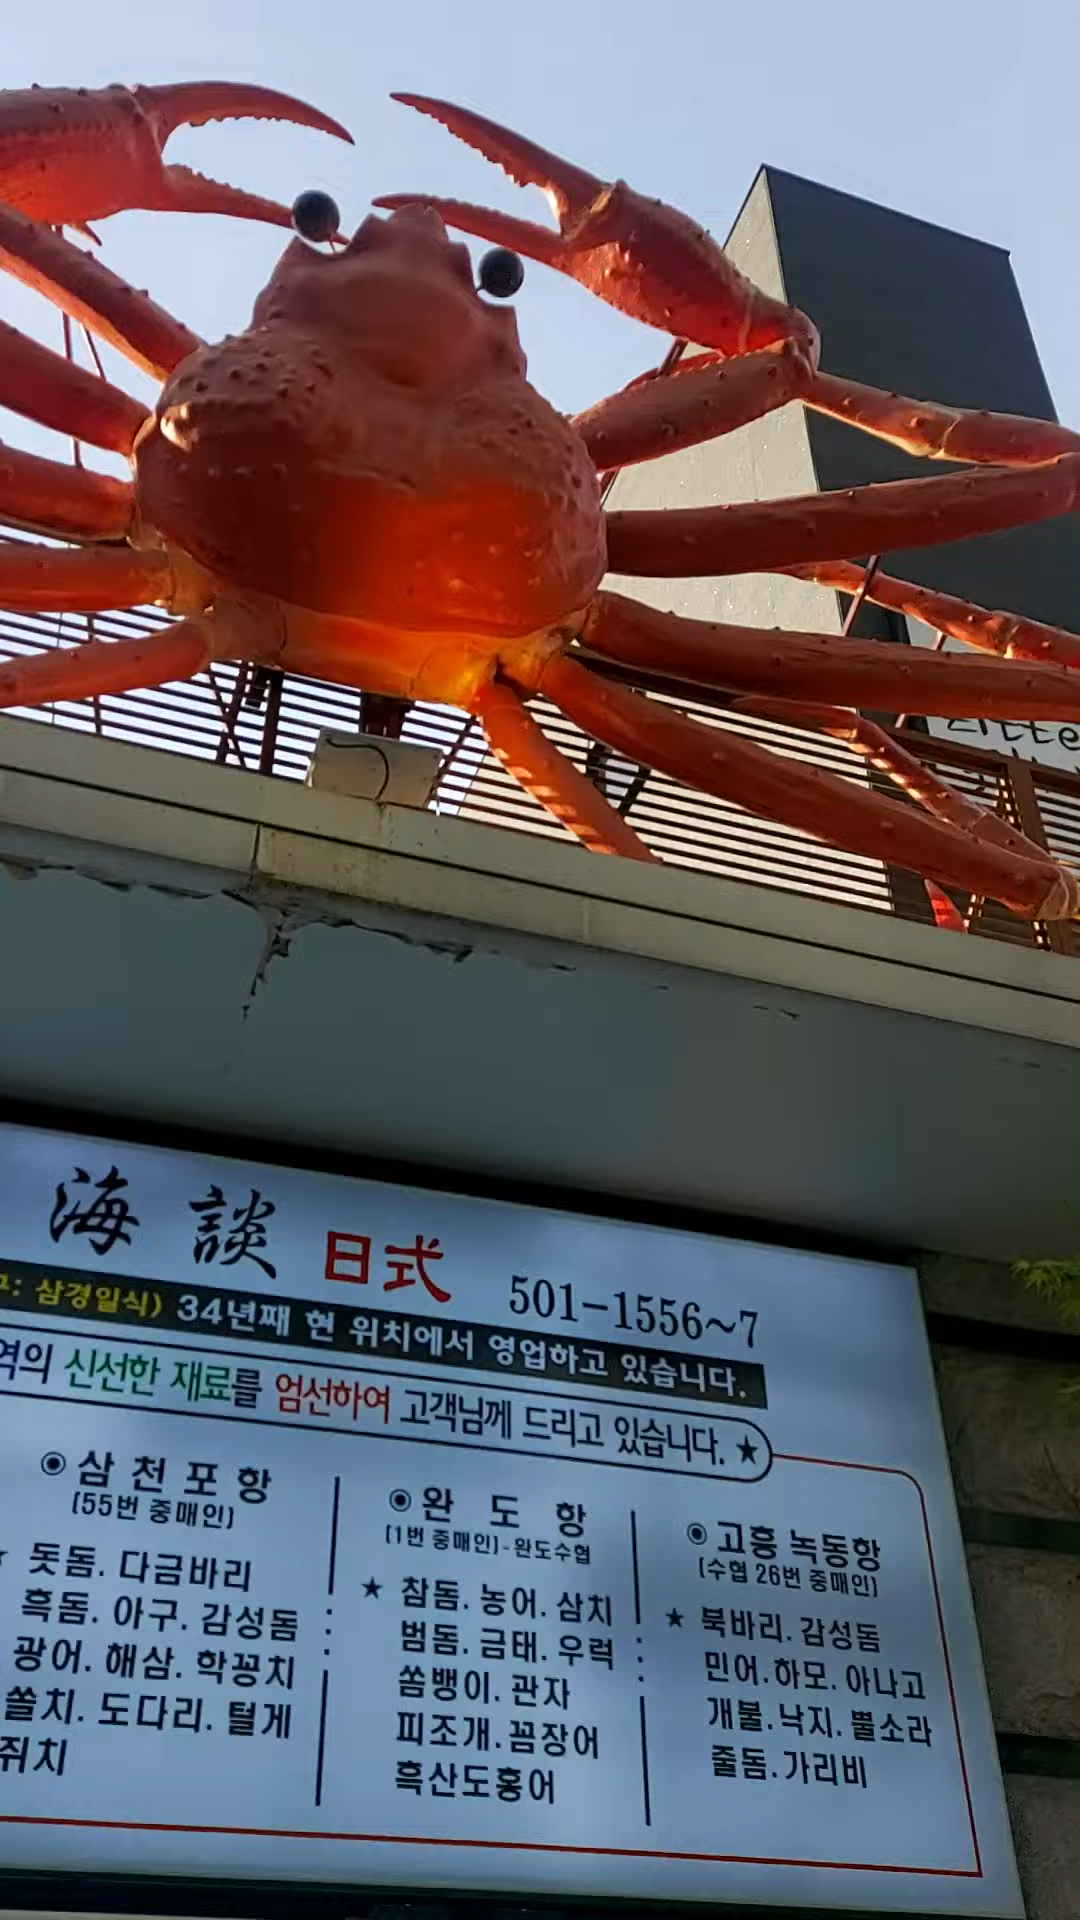 海 談 日式 501-1556~7
구: 삼경일식) 34년째 현 위치에서 영업하고 있습니다.
역의 신선한 재료를 엄선하여 고객님께 드리고 있습니다. ★
◉ 삼 천 포 항
(55번 중매인)
★ 돗돔. 다금바리
흑돔. 아구. 감성돔
광어. 해삼. 학꽁치
쏠치. 도다리. 털게
쥐치
◉ 완 도 항
(1번 중매인)-완도수협
★ 참돔. 농어. 삼치
범돔. 금태. 우럭
쏨뱅이. 관자
피조개. 꼼장어
흑산도홍어
◉ 고흥 녹동항
(수협 26번 중매인)
★ 북바리. 감성돔
민어. 하모. 아나고
개불. 낙지. 뿔소라
줄돔. 가리비